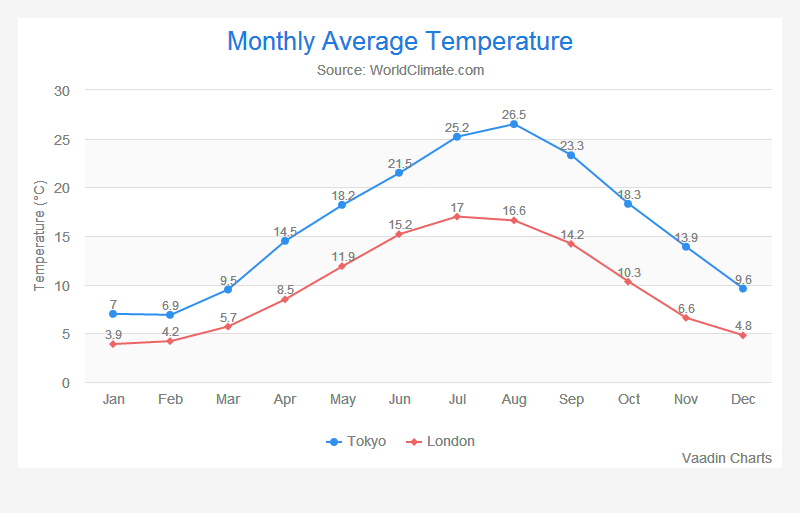 Monthly Average Temperature
Source: WorldClimate.com
Temperature (°C)
30
25
20
15
10
5
0
7 6.9 9.5 14.5 18.2 21.5 25.2 26.5 23.3 18.3 13.9 9.6
3.9 4.2 5.7 8.5 11.9 15.2 17 16.6 14.2 10.3 6.6 4.8
Jan Feb Mar Apr May Jun Jul Aug Sep Oct Nov Dec
Tokyo London
Vaadin Charts